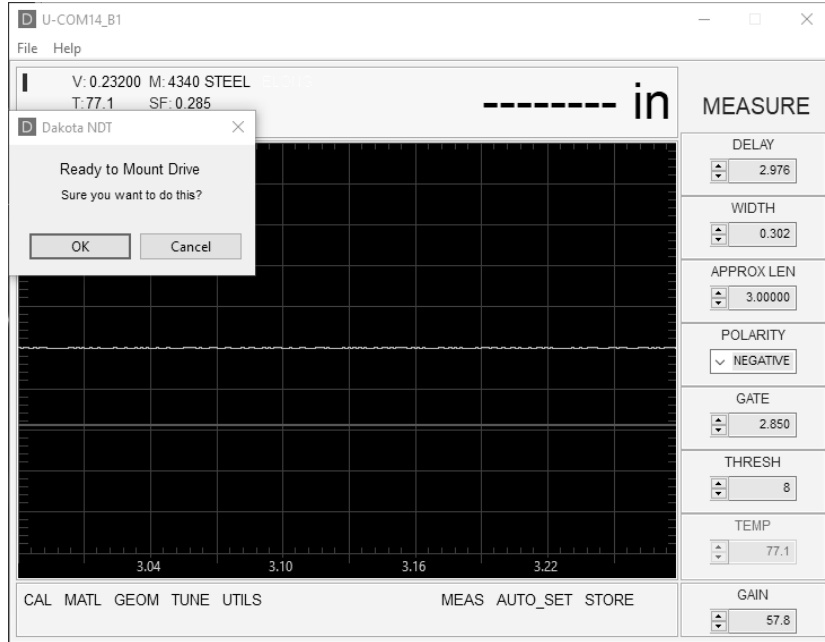 D U-COM14_B1
File Help
V: 0.23200 M: 4340 STEEL
T: 77.1 SF: 0.285
-------- in
MEASURE
D Dakota NDT
Ready to Mount Drive
Sure you want to do this?
OK Cancel
DELAY
2.976
WIDTH
0.302
APPROX LEN
3.00000
POLARITY
NEGATIVE
GATE
2.850
THRESH
8
TEMP
77.1
3.04 3.10 3.16 3.22
CAL MATL GEOM TUNE UTILS MEAS AUTO_SET STORE
GAIN
57.8